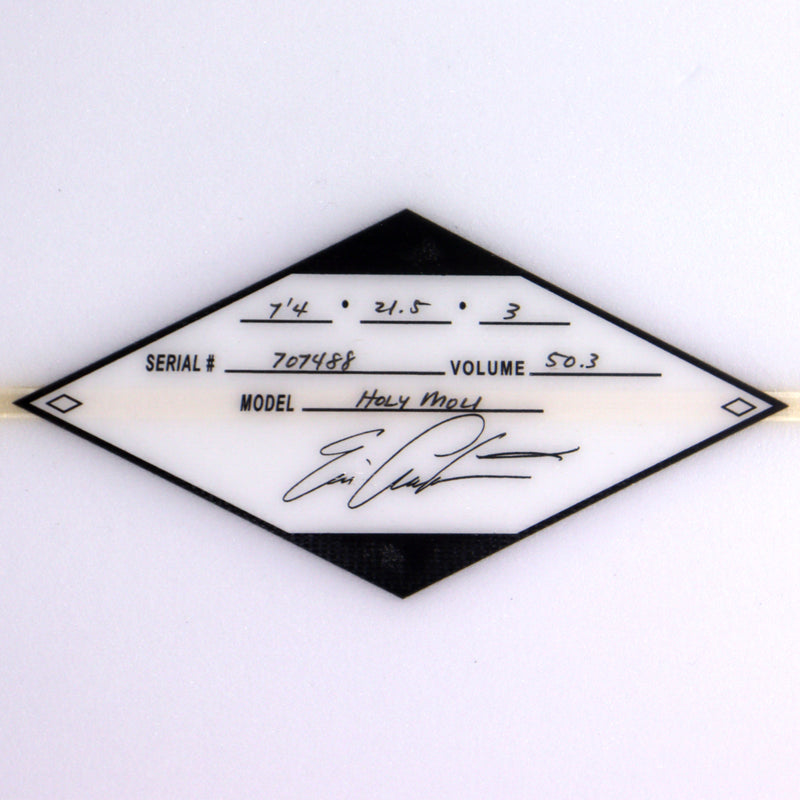 7'4 • 21.5 • 3
SERIAL # 707488 VOLUME 50.3
MODEL HOLY MOLI